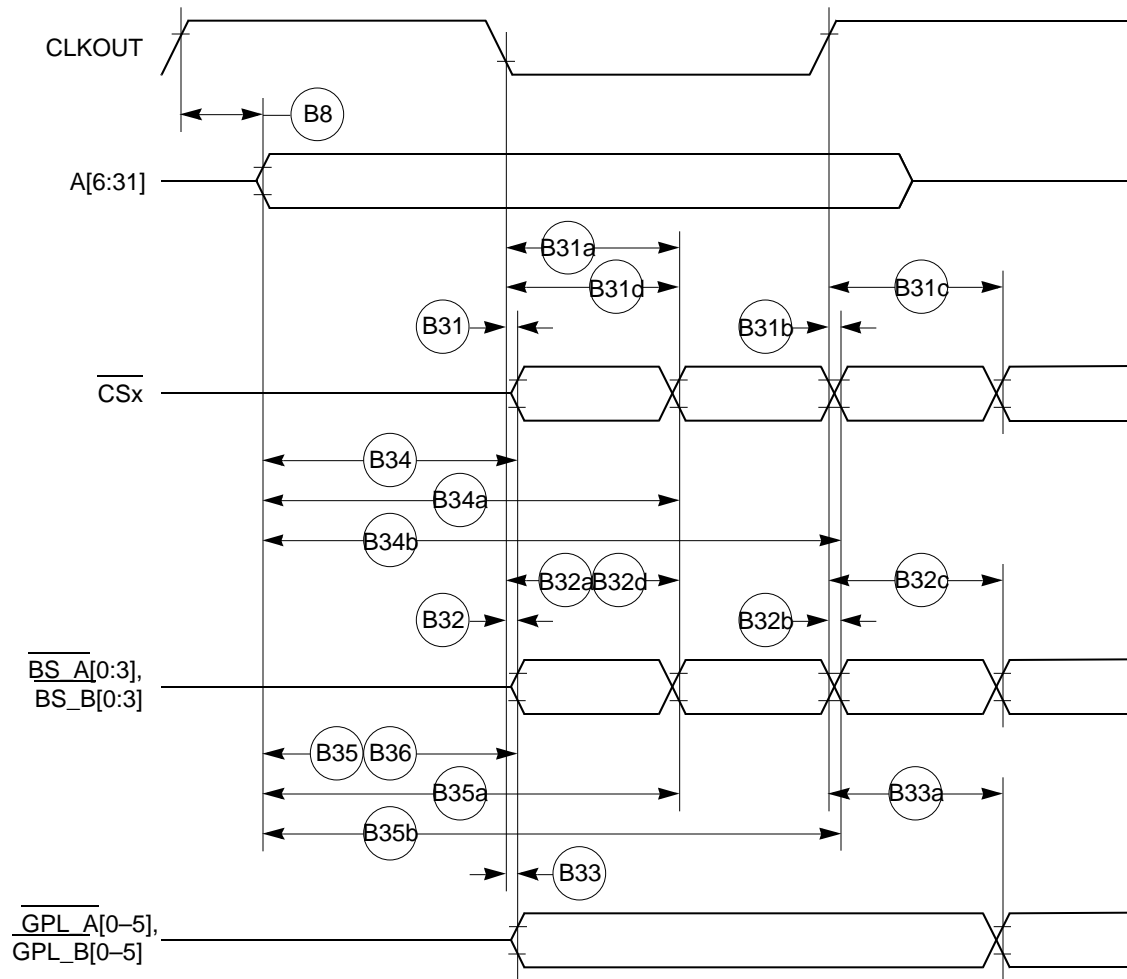 CLKOUT
B8
A[6:31]
B31a
B31d
B31c
B31
B31b
CSx
B34
B34a
B34b
B32a B32d
B32c
B32
B32b
BS_A[0:3],
BS_B[0:3]
B35 B36
B35a
B33a
B35b
B33
GPL_A[0–5],
GPL_B[0–5]